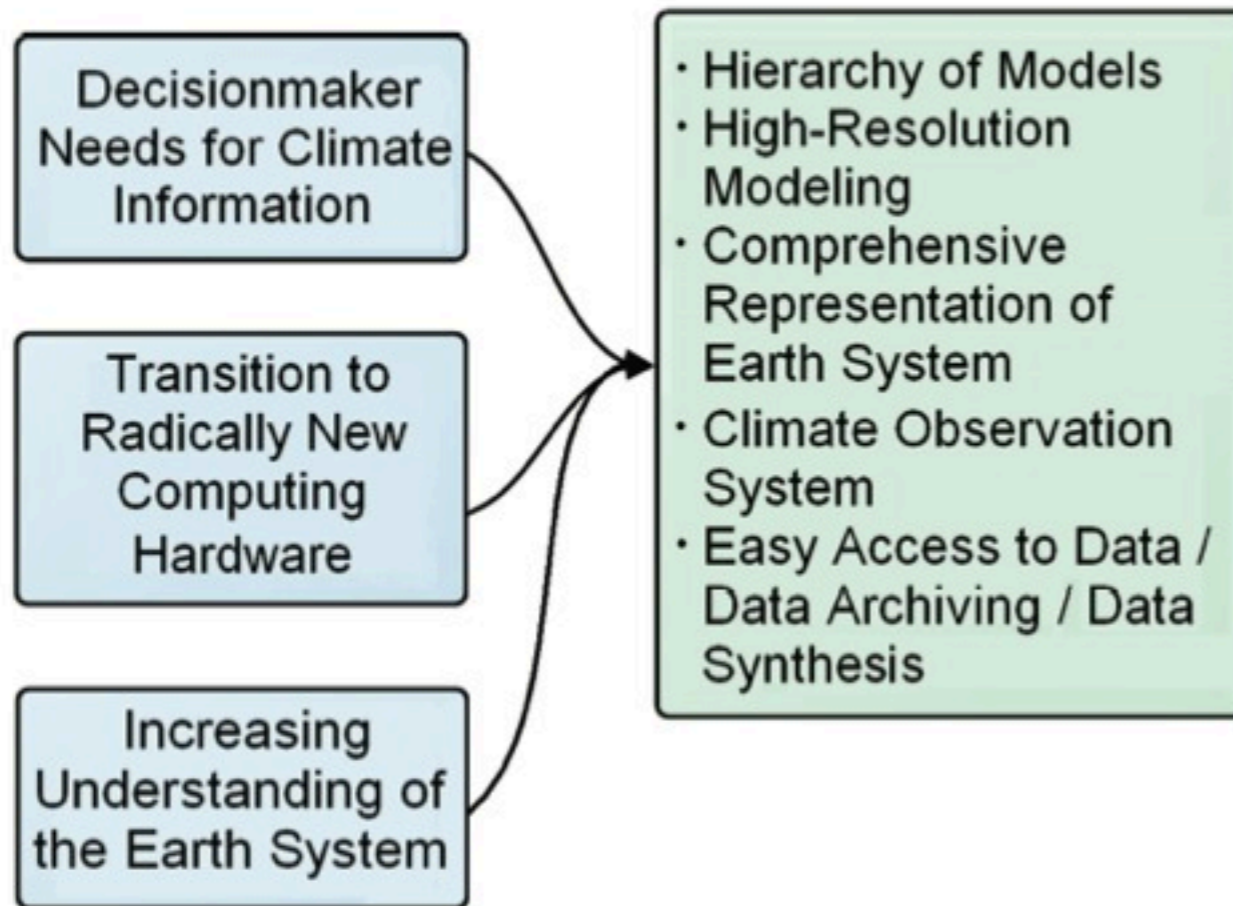 Decisionmaker
Needs for Climate
Information
Transition to
Radically New
Computing
Hardware
Increasing
Understanding of
the Earth System
· Hierarchy of Models
· High-Resolution
Modeling
· Comprehensive
Representation of
Earth System
· Climate Observation
System
· Easy Access to Data /
Data Archiving / Data
Synthesis